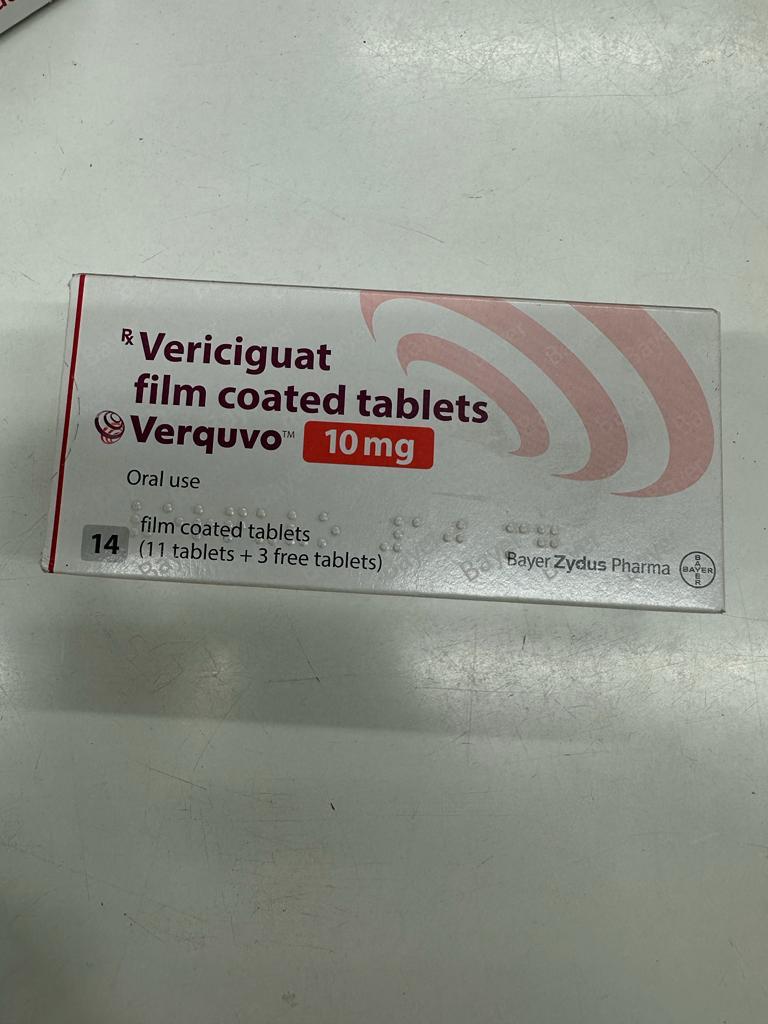 ℞ Vericiguat
film coated tablets
Verquvo™ 10 mg
Oral use
14 film coated tablets
(11 tablets + 3 free tablets)
Bayer Zydus Pharma
BAYER
BAYER